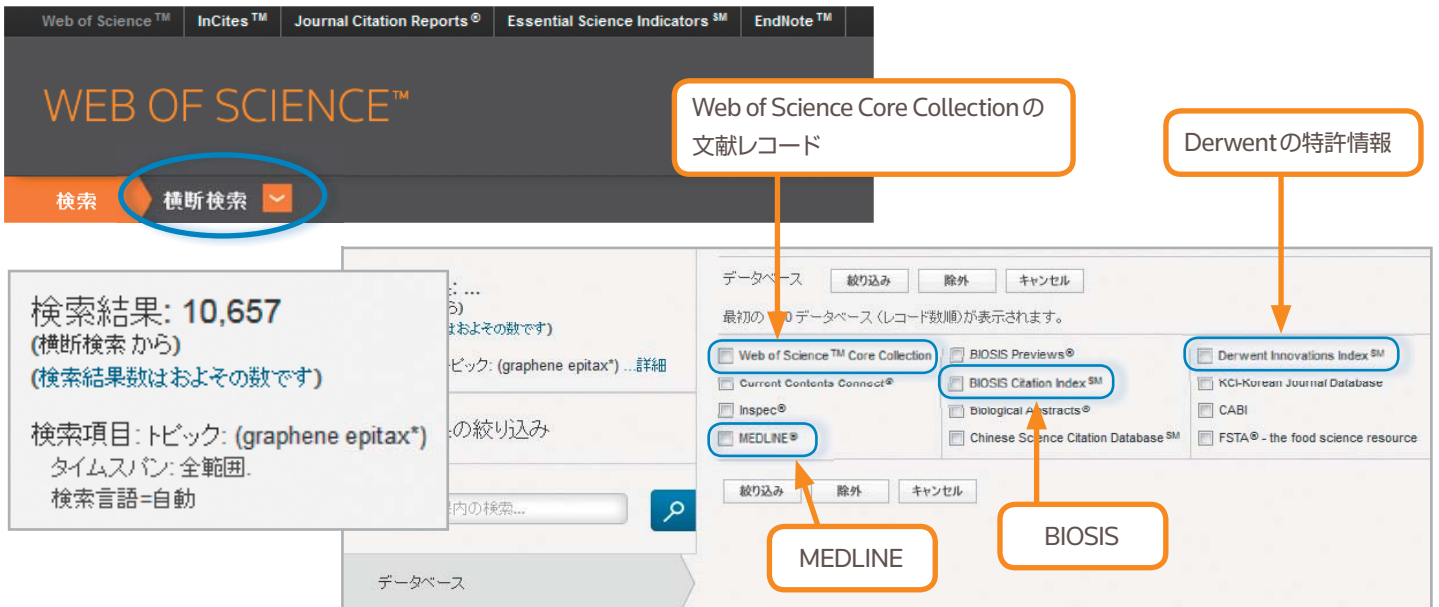 Web of Science™ InCites™ Journal Citation Reports® Essential Science Indicators℠ EndNote™
WEB OF SCIENCE™
検索 横断検索
Web of Science Core Collectionの
文献レコード
Derwentの特許情報
検索結果: 10,657
(横断検索 から)
(検索結果数はおよその数です)
検索項目: トピック: (graphene epitax*)
タイムスパン: 全範囲.
検索言語=自動
はおよその数です)
トピック: (graphene epitax*) ...詳細
の絞り込み
内の検索...
データベース
データベース 絞り込み 除外 キャンセル
データベース (レコード数順)が表示されます。
Web of Science™ Core Collection BIOSIS Previews® Derwent Innovations Index℠
Current Contents Connect® BIOSIS Citation Index℠ KCI-Korean Journal Database
Inspec® Biological Abstracts® CABI
MEDLINE® Chinese Science Citation Database℠ FSTA® - the food science resource
絞り込み 除外 キャンセル
MEDLINE
BIOSIS